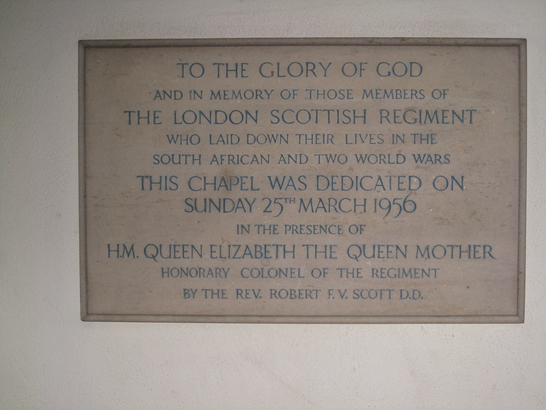 TO THE GLORY OF GOD
AND IN MEMORY OF THOSE MEMBERS OF
THE LONDON SCOTTISH REGIMENT
WHO LAID DOWN THEIR LIVES IN THE
SOUTH AFRICAN AND TWO WORLD WARS
THIS CHAPEL WAS DEDICATED ON
SUNDAY 25TH MARCH 1956
IN THE PRESENCE OF
H.M. QUEEN ELIZABETH THE QUEEN MOTHER
HONORARY COLONEL OF THE REGIMENT
BY THE REV. ROBERT F. V. SCOTT D.D.